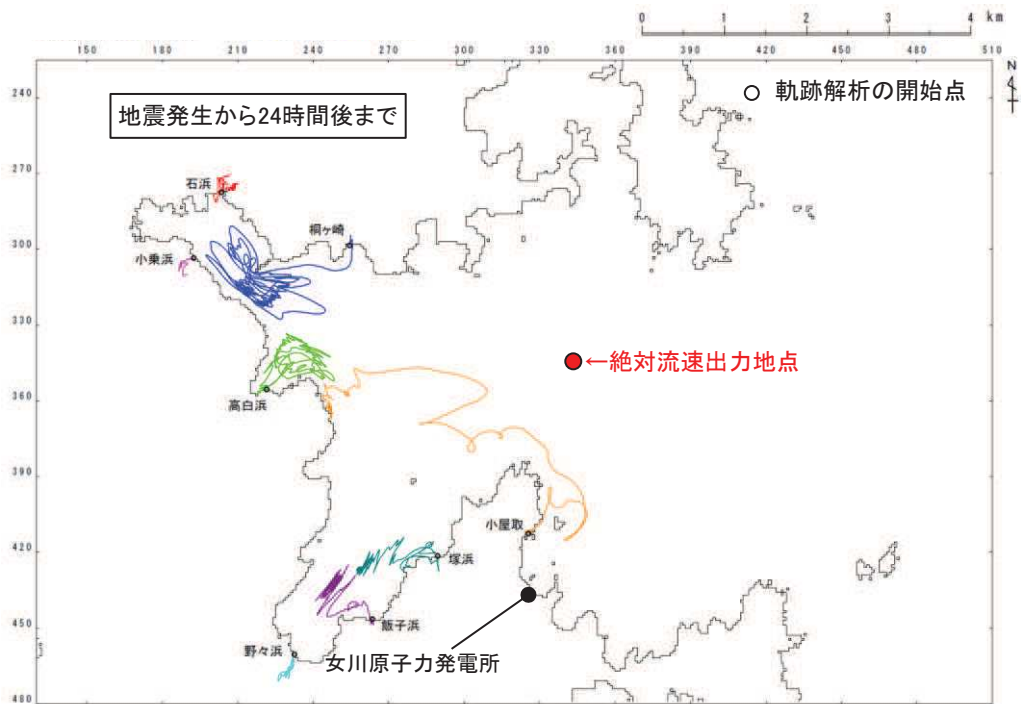 0 1 2 3 4 km
150 180 210 240 270 300 330 360 390 420 450 480 510
N
240
270
300
330
360
390
420
450
480
○ 軌跡解析の開始点
地震発生から24時間後まで
石浜
桐ヶ崎
小乗浜
←絶対流速出力地点
高白浜
小屋取
塚浜
飯子浜
野々浜
女川原子力発電所